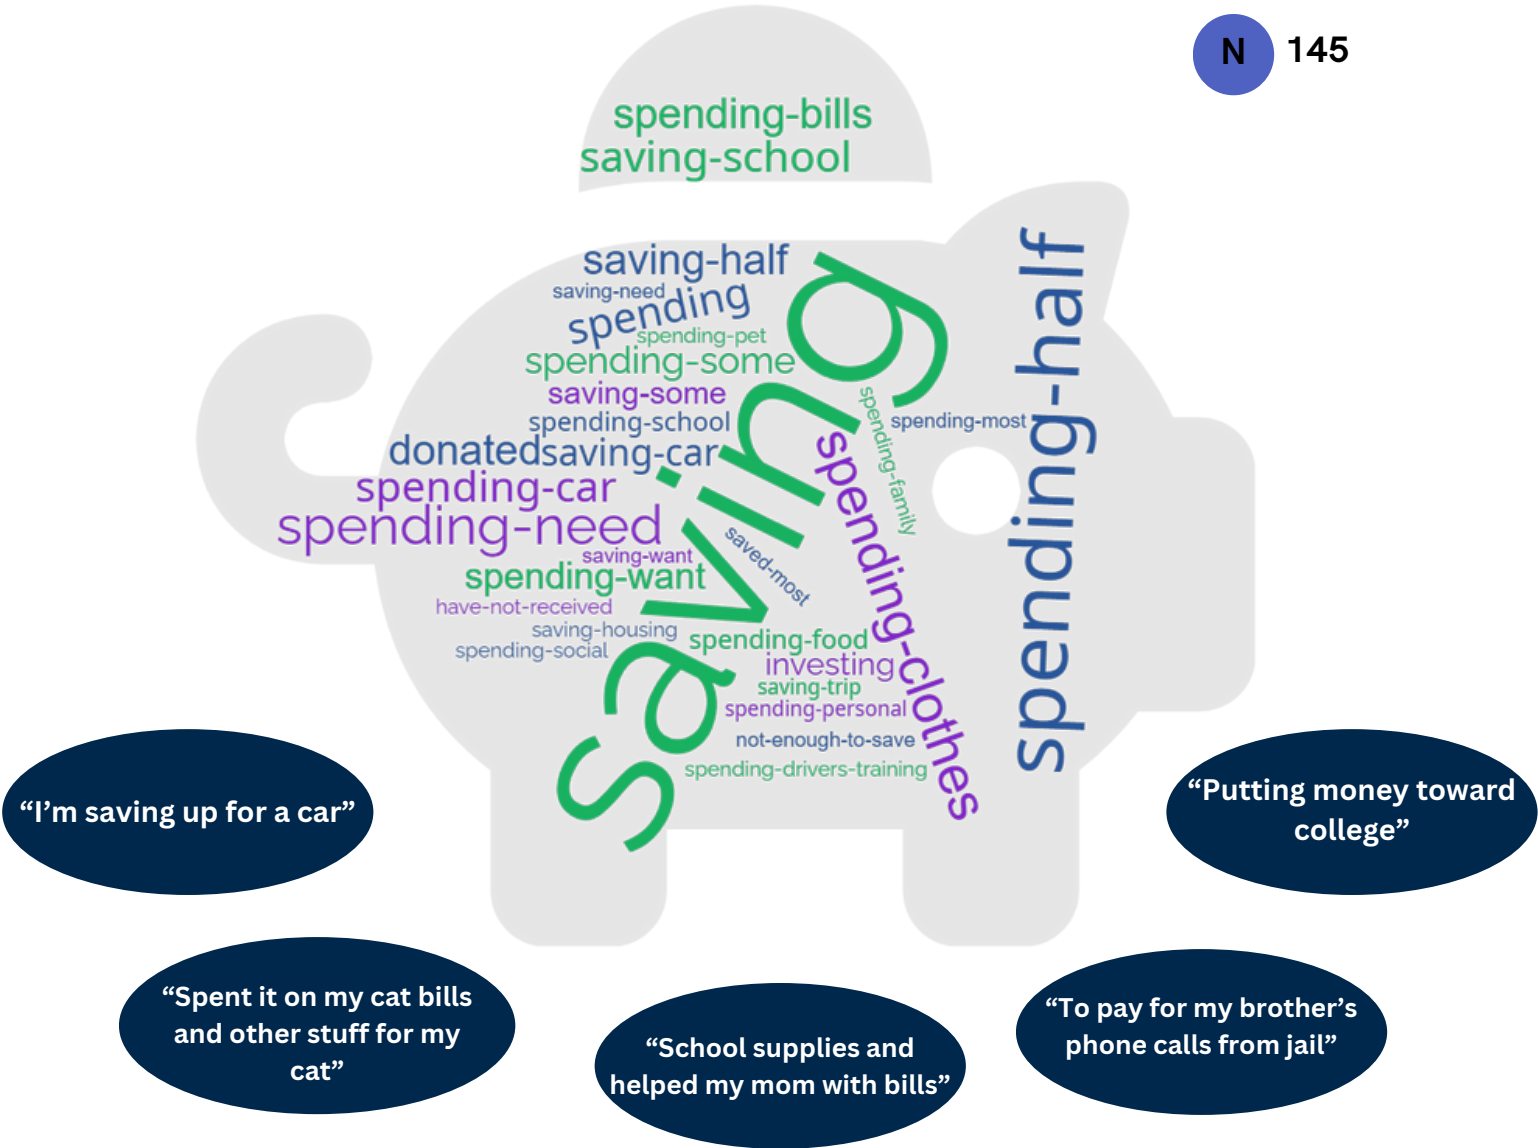 N 145
spending-bills
saving-school
saving-half
saving-need
spending
spending-pet
spending-some
saving-some
spending-school
donated
saving-car
spending-car
spending-need
saving-want
spending-want
have-not-received
saving-housing
spending-social
saving
saved-most
spending-family
spending-most
spending-clothes
spending-half
spending-food
investing
saving-trip
spending-personal
not-enough-to-save
spending-drivers-training
“I’m saving up for a car”
“Putting money toward
college”
“Spent it on my cat bills
and other stuff for my
cat”
“School supplies and
helped my mom with bills”
“To pay for my brother’s
phone calls from jail”